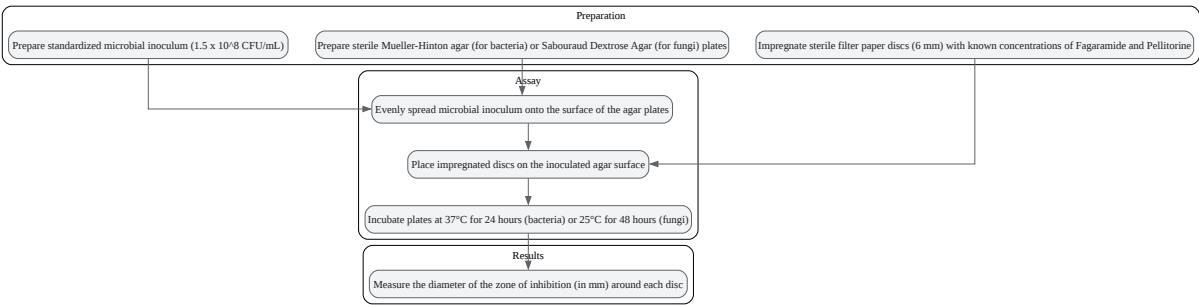 Preparation
Prepare standardized microbial inoculum (1.5 x 10^8 CFU/mL)
Prepare sterile Mueller-Hinton agar (for bacteria) or Sabouraud Dextrose Agar (for fungi) plates
Impregnate sterile filter paper discs (6 mm) with known concentrations of Fagaramide and Pellitorine
Assay
Evenly spread microbial inoculum onto the surface of the agar plates
Place impregnated discs on the inoculated agar surface
Incubate plates at 37°C for 24 hours (bacteria) or 25°C for 48 hours (fungi)
Results
Measure the diameter of the zone of inhibition (in mm) around each disc